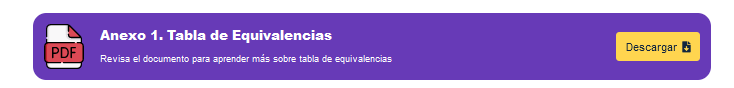 PDF
Anexo 1. Tabla de Equivalencias
Revisa el documento para aprender más sobre tabla de equivalencias
Descargar